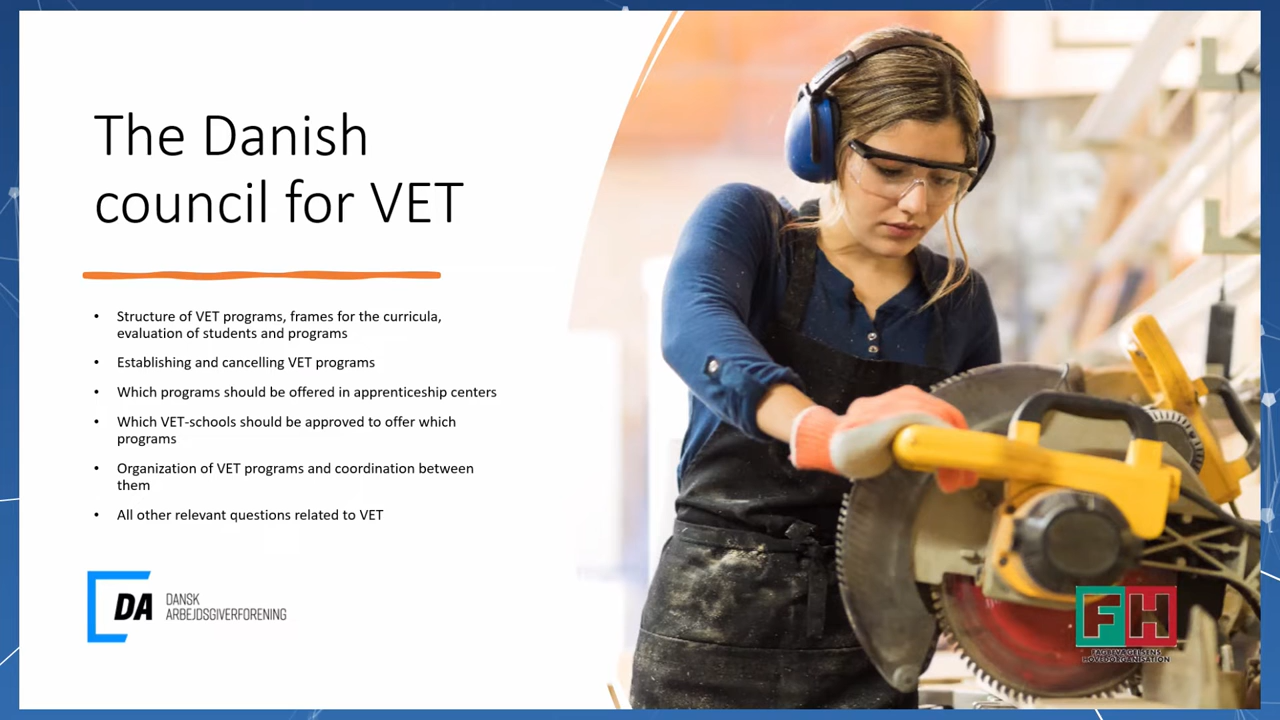 The Danish
council for VET
• Structure of VET programs, frames for the curricula,
evaluation of students and programs
• Establishing and cancelling VET programs
• Which programs should be offered in apprenticeship centers
• Which VET-schools should be approved to offer which
programs
• Organization of VET programs and coordination between
them
• All other relevant questions related to VET
DA
DANSK
ARBEJDSGIVERFORENING
FH
FAGBEVÆGELSENS
HOVEDORGANISATION